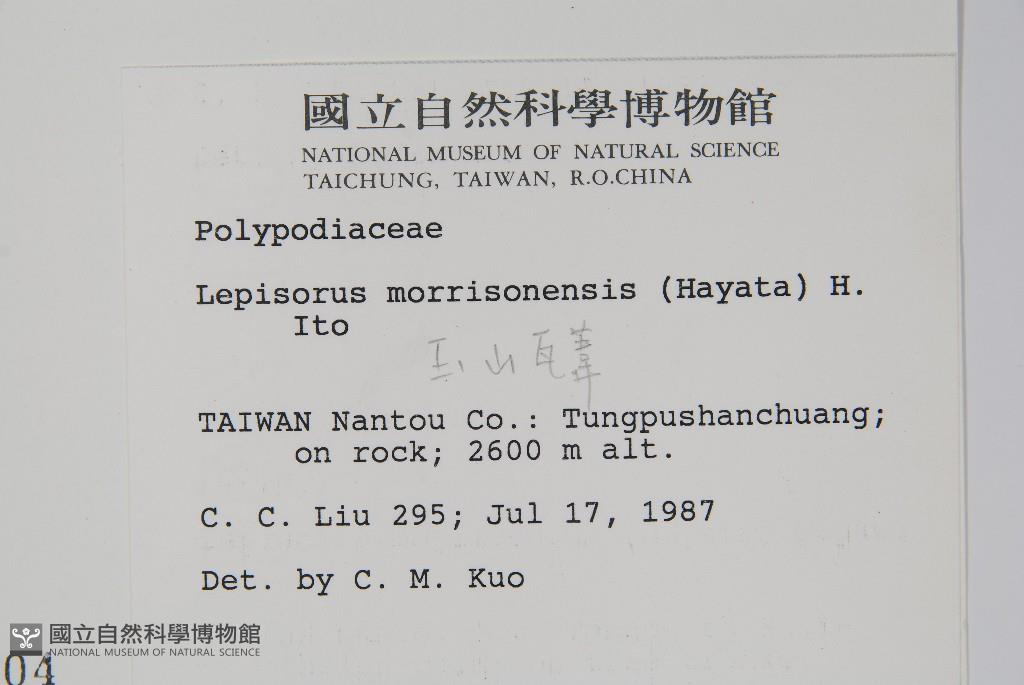 國立自然科學博物館
NATIONAL MUSEUM OF NATURAL SCIENCE
TAICHUNG, TAIWAN, R.O.CHINA
Polypodiaceae
Lepisorus morrisonensis (Hayata) H.
Ito
玉山瓦葦
TAIWAN Nantou Co.: Tungpushanchuang;
on rock; 2600 m alt.
C. C. Liu 295; Jul 17, 1987
Det. by C. M. Kuo
國立自然科學博物館
NATIONAL MUSEUM OF NATURAL SCIENCE
04